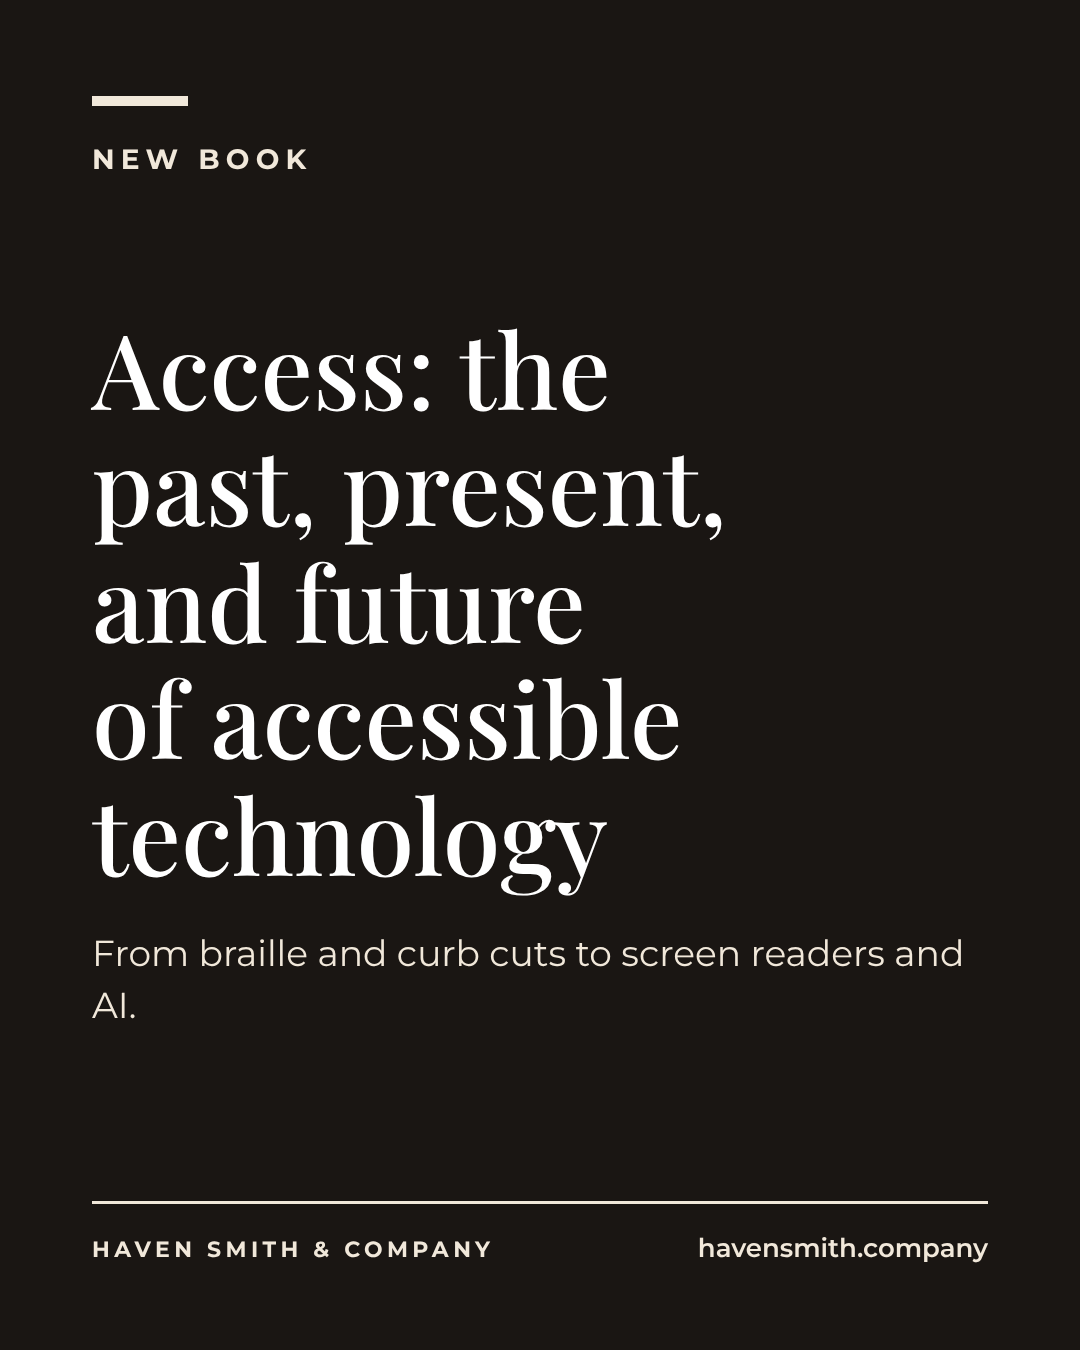 NEW BOOK
Access: the
past, present,
and future
of accessible
technology
From braille and curb cuts to screen readers and
AI.
HAVEN SMITH & COMPANY
havensmith.company